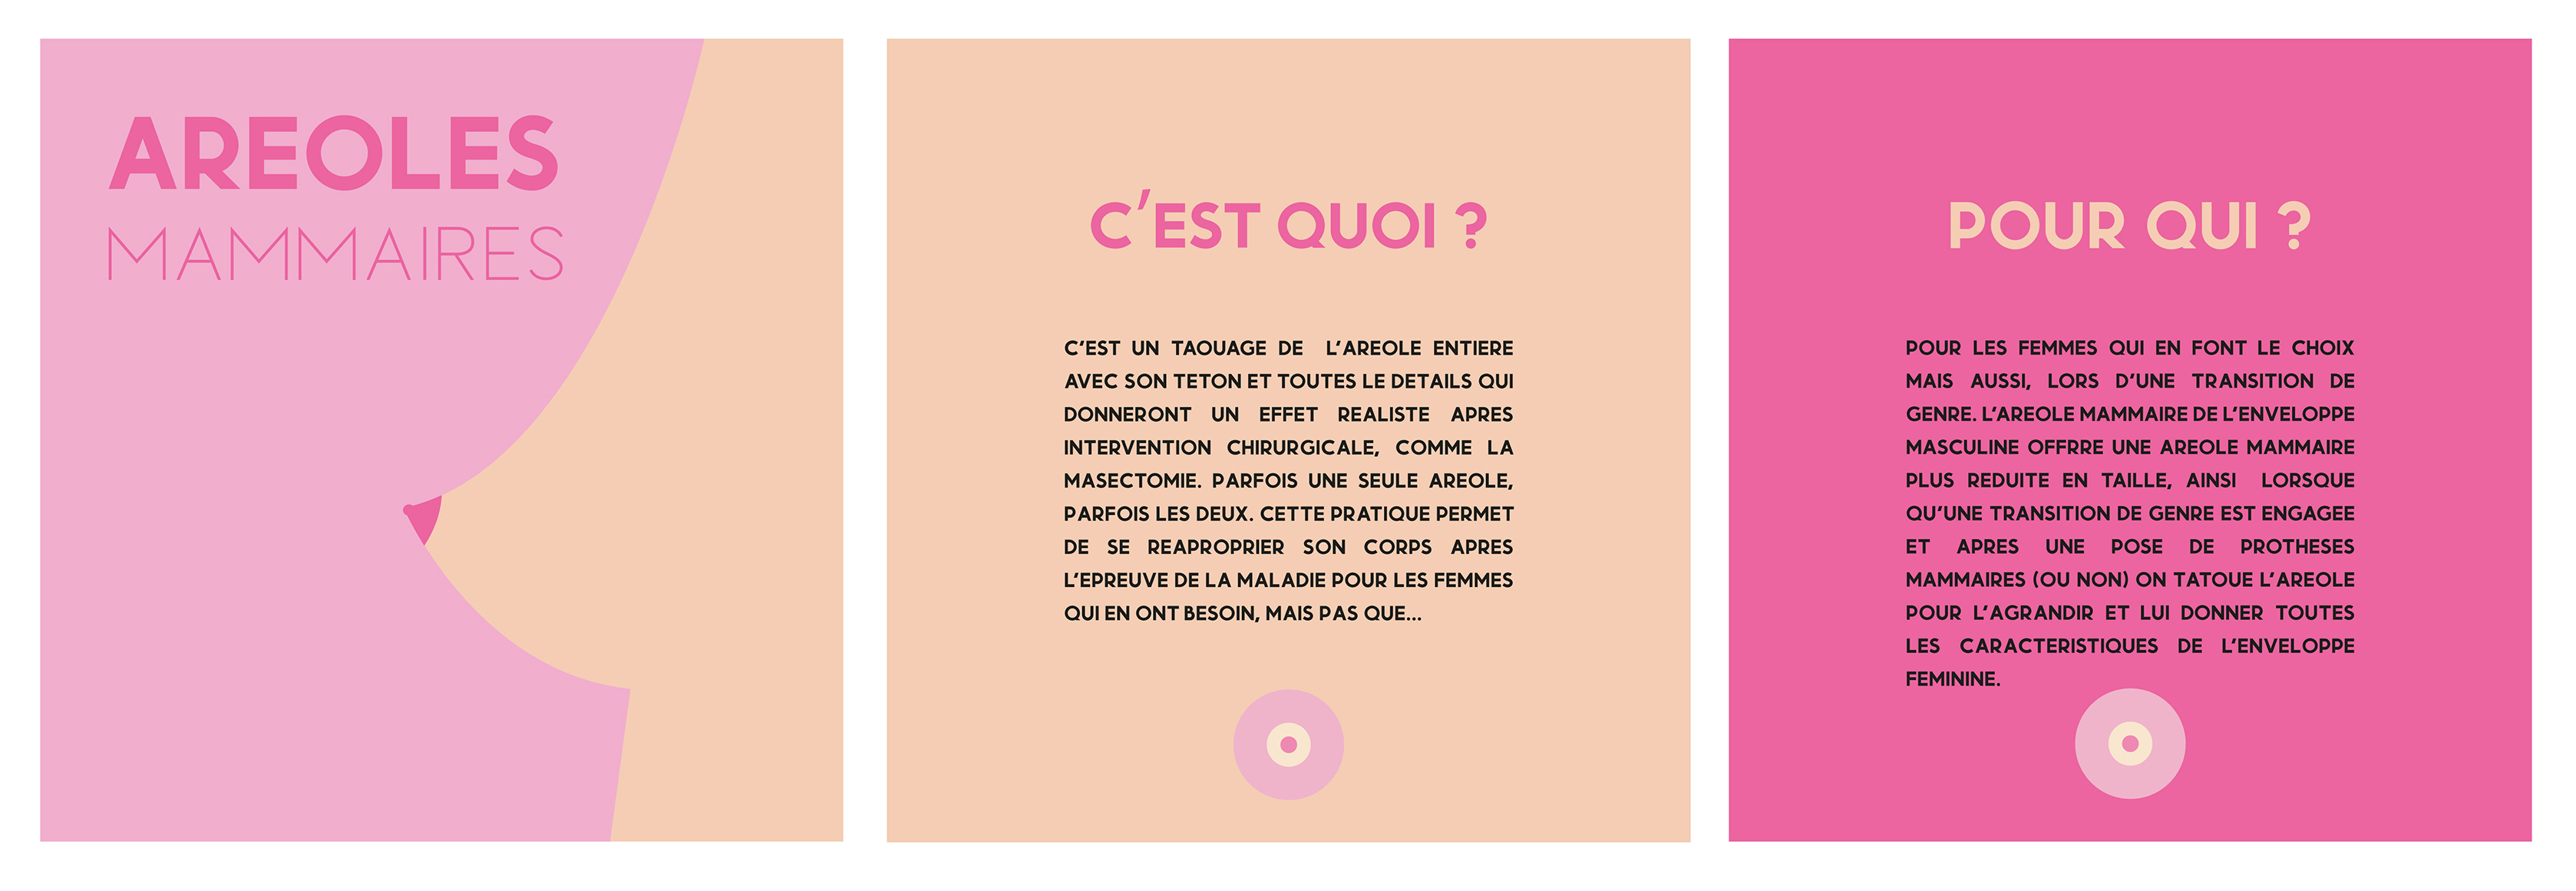 AREOLES
MAMMAIRES
C'EST QUOI ?
C'EST UN TAOUAGE DE L'AREOLE ENTIERE
AVEC SON TETON ET TOUTES LE DETAILS QUI
DONNERONT UN EFFET REALISTE APRES
INTERVENTION CHIRURGICALE, COMME LA
MASECTOMIE. PARFOIS UNE SEULE AREOLE,
PARFOIS LES DEUX. CETTE PRATIQUE PERMET
DE SE REAPROPRIER SON CORPS APRES
L'EPREUVE DE LA MALADIE POUR LES FEMMES
QUI EN ONT BESOIN, MAIS PAS QUE...
POUR QUI ?
POUR LES FEMMES QUI EN FONT LE CHOIX
MAIS AUSSI, LORS D'UNE TRANSITION DE
GENRE. L'AREOLE MAMMAIRE DE L'ENVELOPPE
MASCULINE OFFRRE UNE AREOLE MAMMAIRE
PLUS REDUITE EN TAILLE, AINSI LORSQUE
QU'UNE TRANSITION DE GENRE EST ENGAGEE
ET APRES UNE POSE DE PROTHESES
MAMMAIRES (OU NON) ON TATOUE L'AREOLE
POUR L'AGRANDIR ET LUI DONNER TOUTES
LES CARACTERISTIQUES DE L'ENVELOPPE
FEMININE.